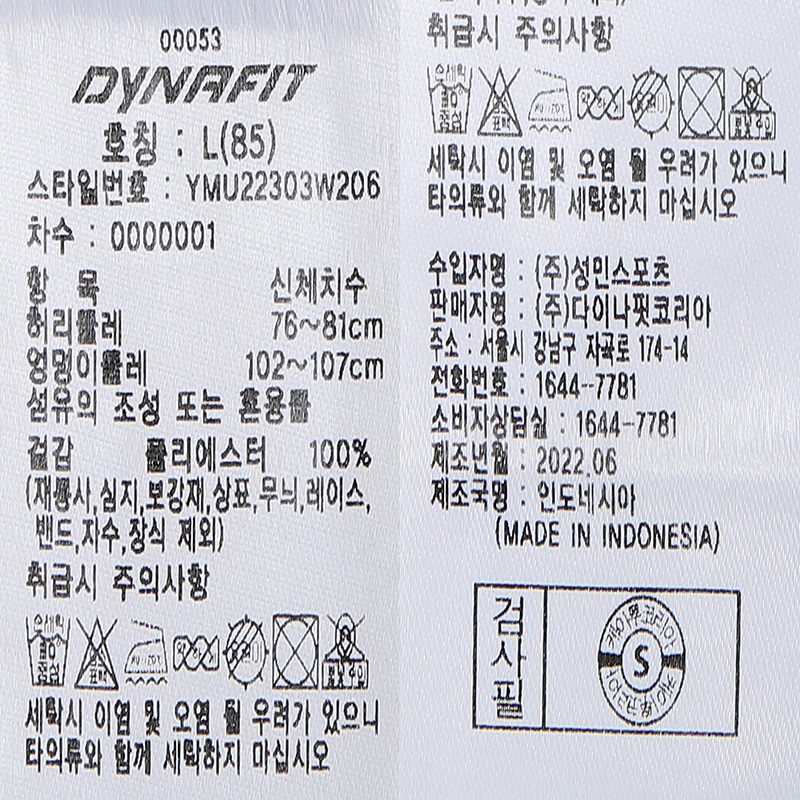 00053
DYNAFIT
호칭 : L(85)
스타일번호 : YMU22303W206
차수 : 0000001
항 목 신체치수
허리둘레 76~81cm
엉덩이둘레 102~107cm
섬유의 조성 또는 혼용률
겉감 폴리에스터 100%
(재봉사,심지,보강재,상표,무늬,레이스,
밴드,자수,장식 제외)
취급시 주의사항
세탁시 이염 및 오염 될 우려가 있으니
타의류와 함께 세탁하지 마십시오
취급시 주의사항
세탁시 이염 및 오염 될 우려가 있으니
타의류와 함께 세탁하지 마십시오
수입자명 : (주)성민스포츠
판매자명 : (주)다이나핏코리아
주소 : 서울시 강남구 자곡로 174-14
전화번호 : 1644--7781
소비자상담실 : 1644-7781
제조년월 : 2022.06
제조국명 : 인도네시아
(MADE IN INDONESIA)
검사필
S